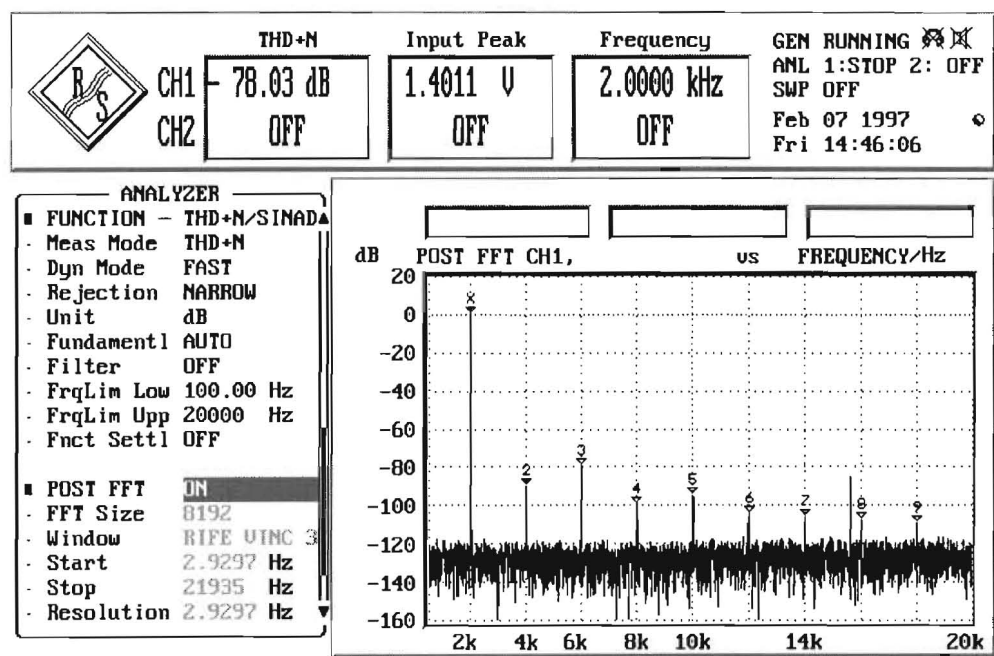 R
S
THD+N Input Peak Frequency
CH1 - 78.03 dB 1.4011 V 2.0000 kHz
CH2 OFF OFF OFF
GEN RUNNING
ANL 1:STOP 2: OFF
SWP OFF
Feb 07 1997
Fri 14:46:06
ANALYZER
FUNCTION - THD+N/SINAD
Meas Mode THD+N
Dyn Mode FAST
Rejection NARROW
Unit dB
Fundamentl AUTO
Filter OFF
FrqLim Low 100.00 Hz
FrqLim Upp 20000 Hz
Fnct Settl OFF
POST FFT ON
FFT Size 8192
Window RIFE VINC 3
Start 2.9297 Hz
Stop 21935 Hz
Resolution 2.9297 Hz
dB POST FFT CH1, vs FREQUENCY/Hz
20
0
-20
-40
-60
-80
-100
-120
-140
-160
2 3 4 5 6 7 8 9
2k 4k 6k 8k 10k 14k 20k